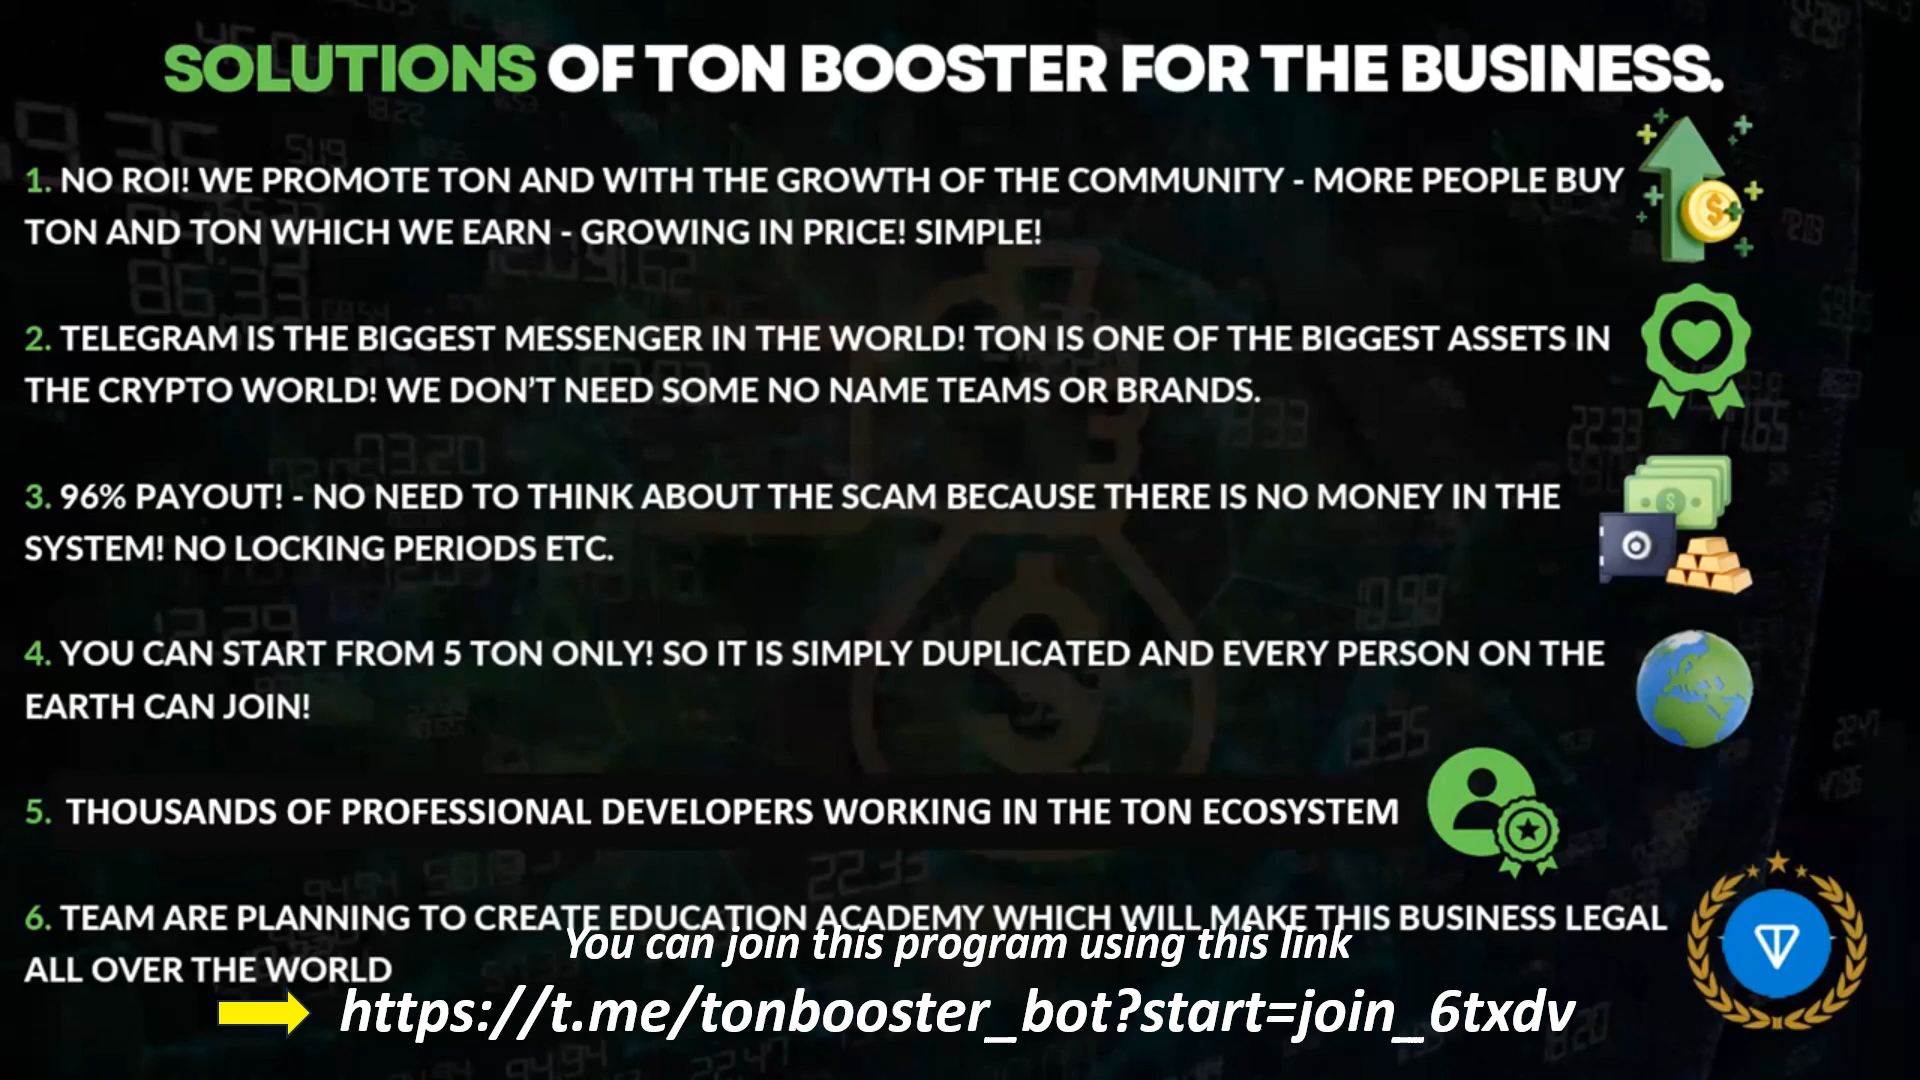 SOLUTIONS OF TON BOOSTER FOR THE BUSINESS.
1. NO ROI! WE PROMOTE TON AND WITH THE GROWTH OF THE COMMUNITY - MORE PEOPLE BUY
TON AND TON WHICH WE EARN - GROWING IN PRICE! SIMPLE!
2. TELEGRAM IS THE BIGGEST MESSENGER IN THE WORLD! TON IS ONE OF THE BIGGEST ASSETS IN
THE CRYPTO WORLD! WE DON'T NEED SOME NO NAME TEAMS OR BRANDS.
3. 96% PAYOUT! - NO NEED TO THINK ABOUT THE SCAM BECAUSE THERE IS NO MONEY IN THE
SYSTEM! NO LOCKING PERIODS ETC.
4. YOU CAN START FROM 5 TON ONLY! SO IT IS SIMPLY DUPLICATED AND EVERY PERSON ON THE
EARTH CAN JOIN!
5. THOUSANDS OF PROFESSIONAL DEVELOPERS WORKING IN THE TON ECOSYSTEM
6. TEAM ARE PLANNING TO CREATE EDUCATION ACADEMY WHICH WILL MAKE THIS BUSINESS LEGAL
ALL OVER THE WORLD
You can join this program using this link
https://t.me/tonbooster_bot?start=join_6txdv